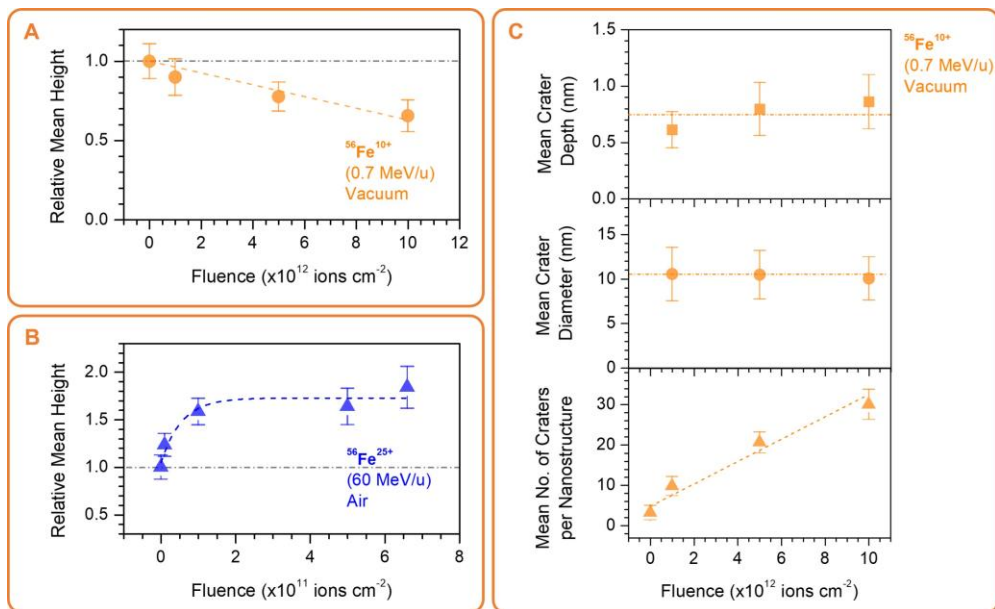 A
Relative Mean Height
1.0
0.5
0.0
⁵⁶Fe¹⁰⁺
(0.7 MeV/u)
Vacuum
0 2 4 6 8 10 12
Fluence (x10¹² ions cm⁻²)
B
Relative Mean Height
2.0
1.5
1.0
0.5
⁵⁶Fe²⁵⁺
(60 MeV/u)
Air
0 2 4 6 8
Fluence (x10¹¹ ions cm⁻²)
C
⁵⁶Fe¹⁰⁺
(0.7 MeV/u)
Vacuum
Mean Crater
Depth (nm)
1.5
1.0
0.5
0.0
Mean Crater
Diameter (nm)
15
10
5
0
Mean No. of Craters
per Nanostructure
30
20
10
0
0 2 4 6 8 10
Fluence (x10¹² ions cm⁻²)